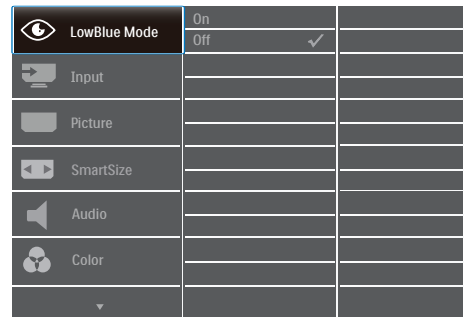 LowBlue Mode
On
Off
Input
Picture
SmartSize
Audio
Color